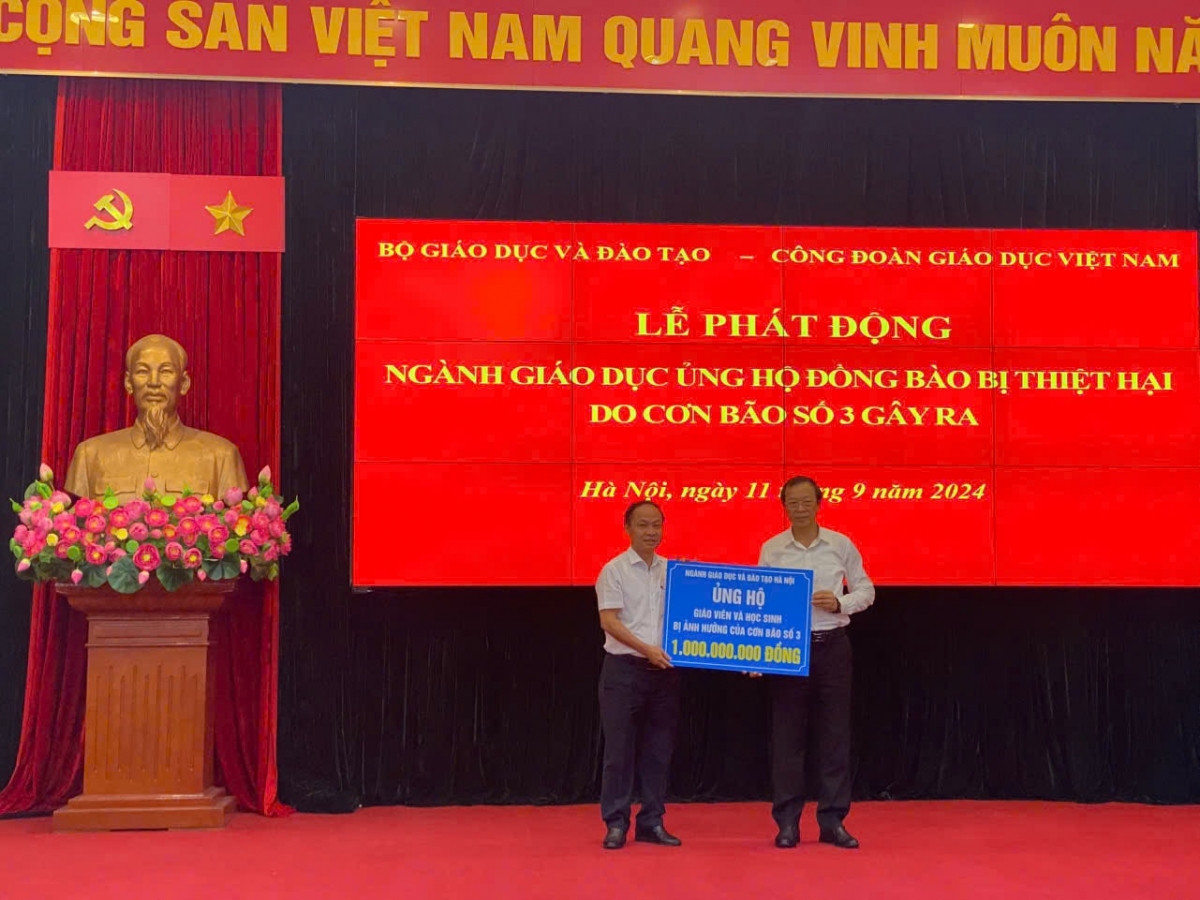 CỘNG SẢN VIỆT NAM QUANG VINH MUÔN NĂ
BỘ GIÁO DỤC VÀ ĐÀO TẠO – CÔNG ĐOÀN GIÁO DỤC VIỆT NAM
LỄ PHÁT ĐỘNG
NGÀNH GIÁO DỤC ỦNG HỘ ĐỒNG BÀO BỊ THIỆT HẠI
DO CƠN BÃO SỐ 3 GÂY RA
Hà Nội, ngày 11 9 năm 2024
NGÀNH GIÁO DỤC VÀ ĐÀO TẠO HÀ NỘI
ỦNG HỘ
GIÁO VIÊN VÀ HỌC SINH
BỊ ẢNH HƯỞNG CỦA CƠN BÃO SỐ 3
1.000.000.000 ĐỒNG